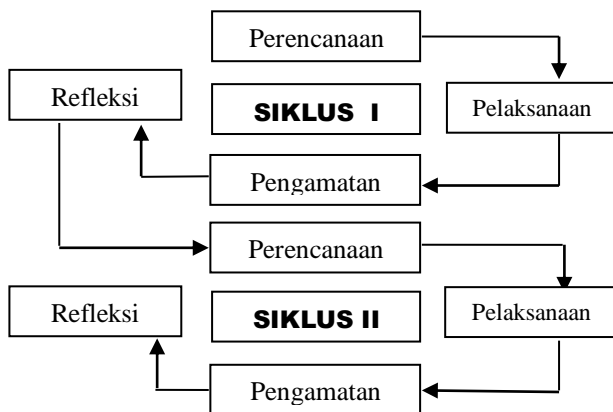 Perencanaan
Refleksi
SIKLUS I
Pelaksanaan
Pengamatan
Perencanaan
Refleksi
SIKLUS II
Pelaksanaan
Pengamatan